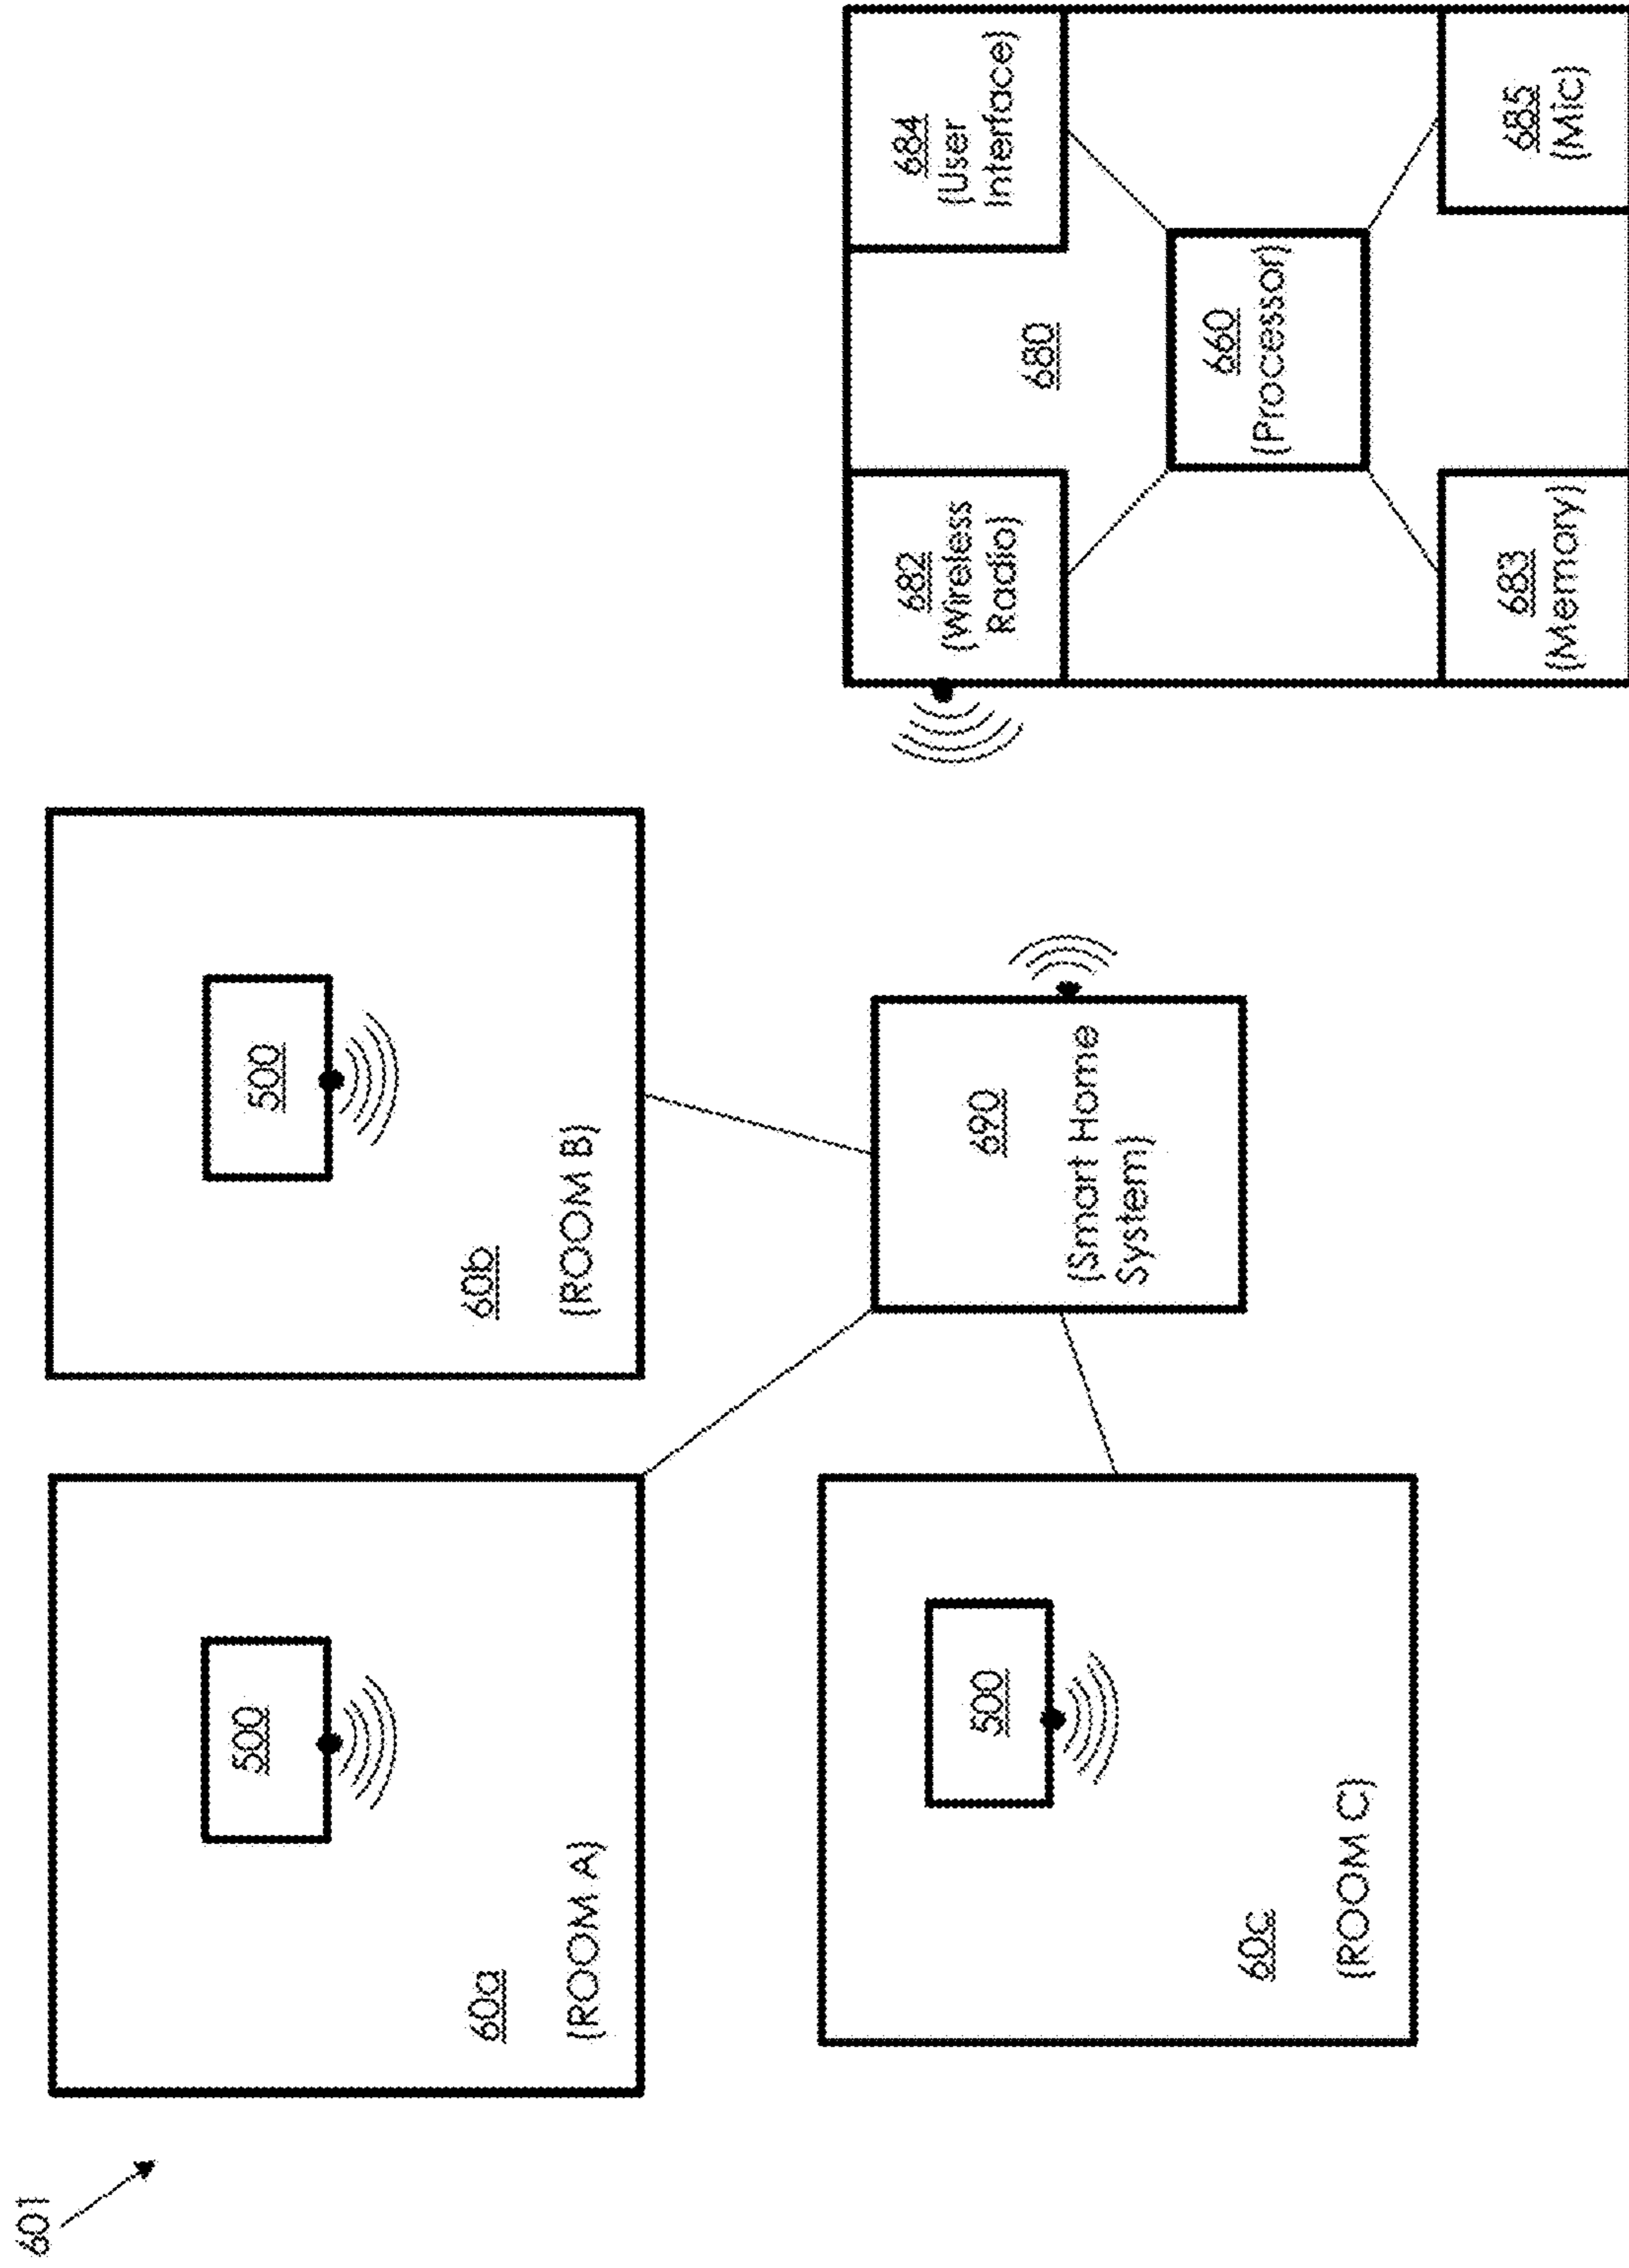 601
500
60a
(ROOM A)
500
60b
(ROOM B)
500
60c
(ROOM C)
690
(Smart Home
System)
682
(Wireless
Radio)
684
(User
Interface)
680
660
(Processor)
683
(Memory)
685
(Mic)